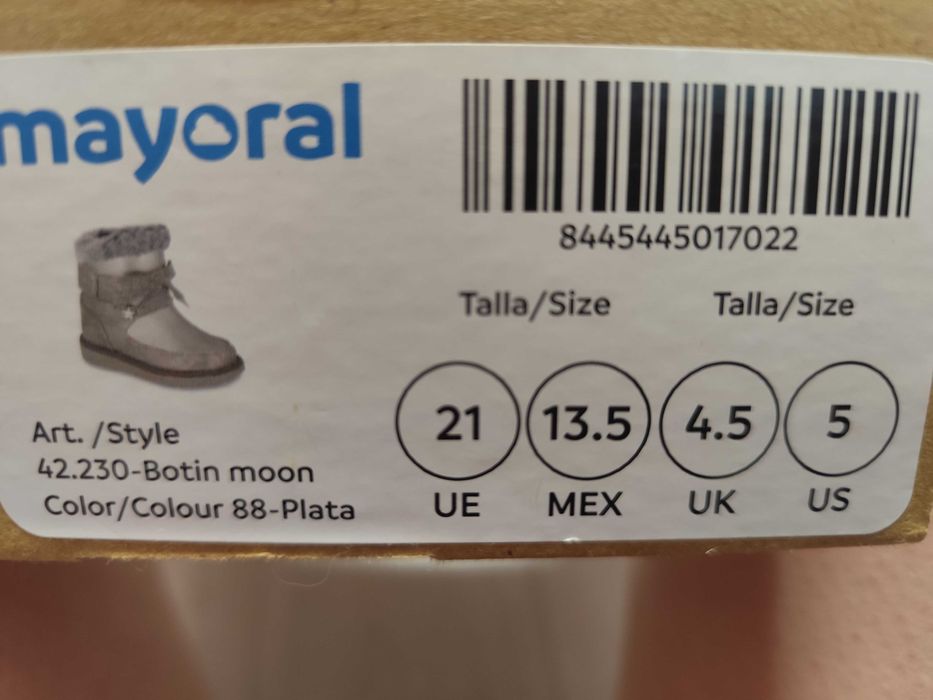 mayoral
8445445017022
Talla/Size Talla/Size
21 13.5 4.5 5
UE MEX UK US
Art. /Style
42.230-Botin moon
Color/Colour 88-Plata